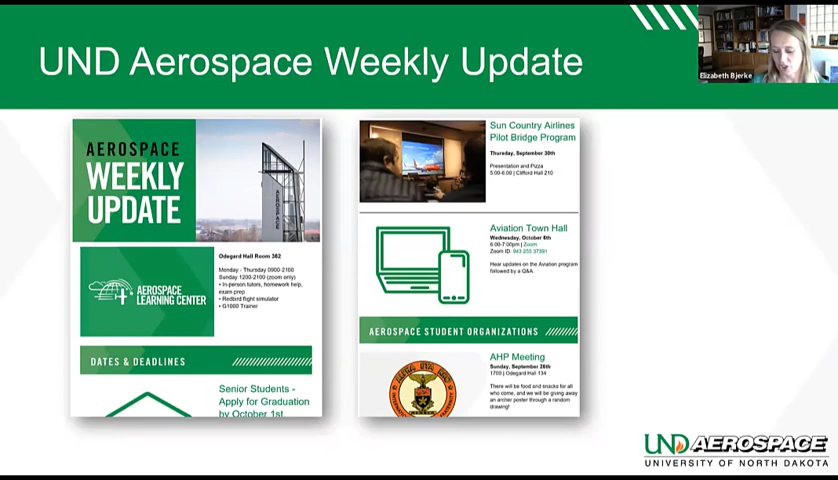 UND Aerospace Weekly Update
Elizabeth Bjerke
AEROSPACE
WEEKLY
UPDATE
AEROSPACE
AEROSPACE
LEARNING CENTER
Odegard Hall Room 362
Monday - Thursday 0900-2100
Sunday 1200-2100 (zoom only)
• In-person tutors, homework help,
exam prep
• Redbird flight simulator
• G1000 Trainer
DATES & DEADLINES
Senior Students -
Apply for Graduation
by October 1st.
Sun Country Airlines
Pilot Bridge Program
Thursday, September 30th
Presentation and Pizza
5:00-6:00 | Clifford Hall 210
Aviation Town Hall
Wednesday, October 6th
6:00-7:00pm | Zoom
Zoom ID: 943 255 37391
Hear updates on the Aviation program
followed by a Q&A.
AEROSPACE STUDENT ORGANIZATIONS
AHP Meeting
Sunday, September 26th
1700 | Odegard Hall 134
There will be food and snacks for all
who come, and we will be giving away
an archer poster through a random
drawing!
ALPHA ETA RHO
UND AEROSPACE
UNIVERSITY OF NORTH DAKOTA